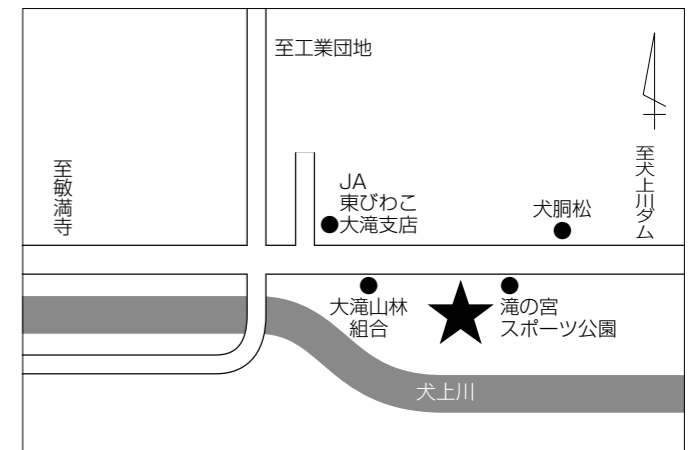 至工業団地
至敏満寺
JA
東びわこ
大滝支店
犬胴松
至犬上川ダム
大滝山林
組合
滝の宮
スポーツ公園
犬上川